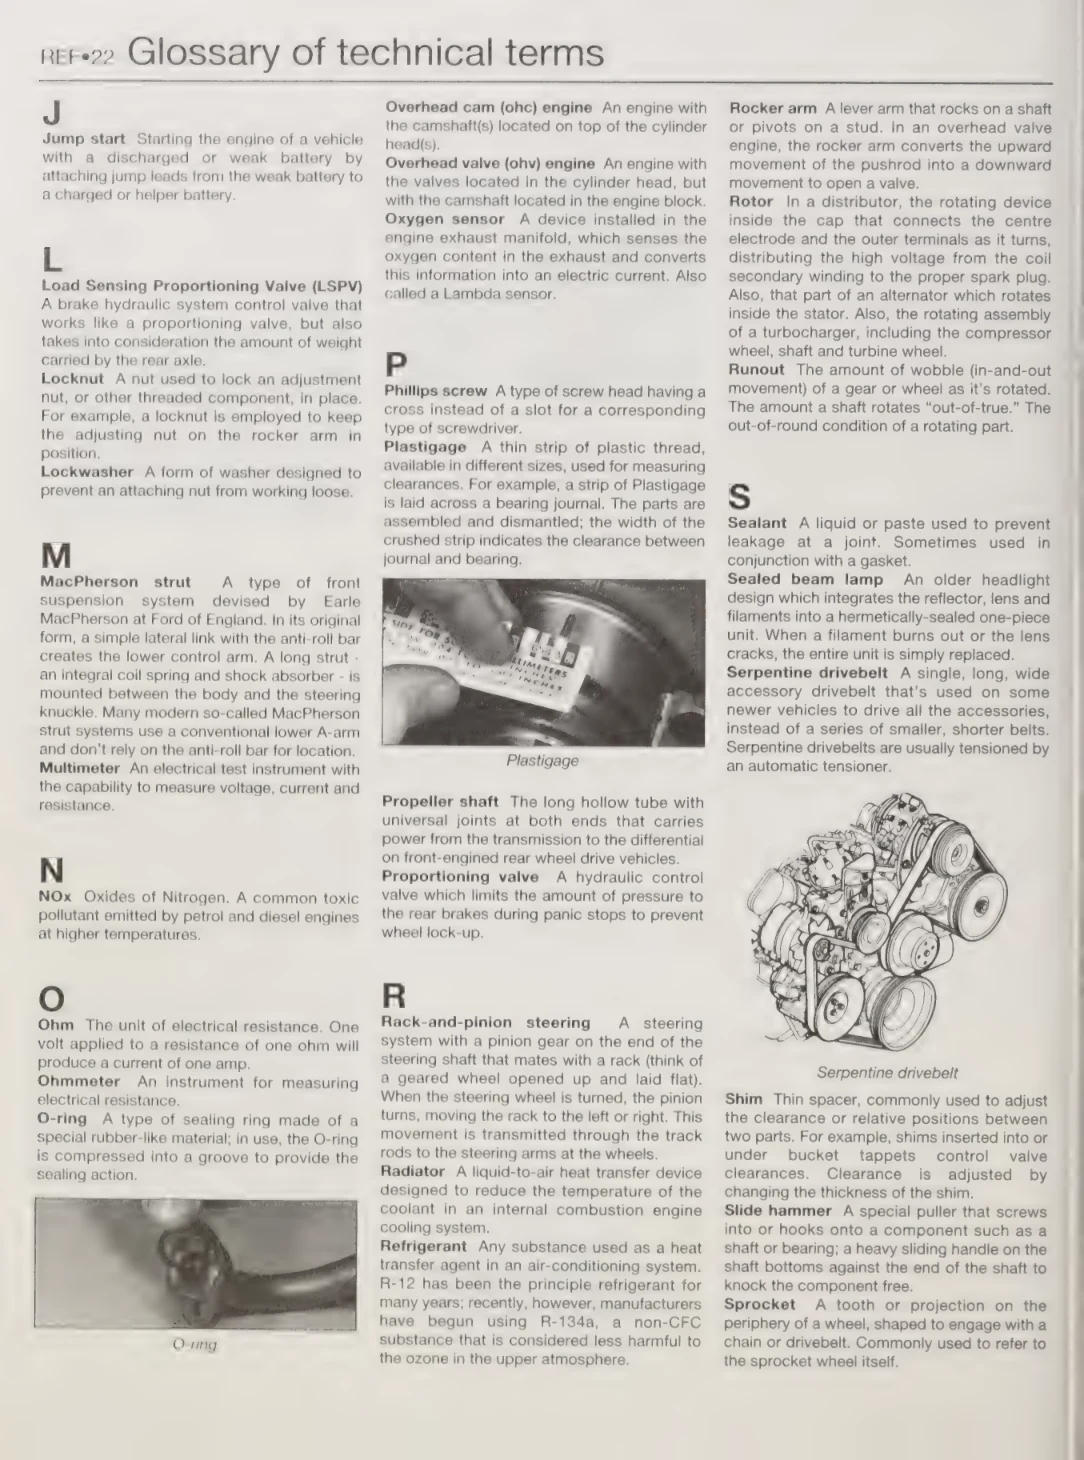 REF•22 Glossary of technical terms
J
Jump start Starting the engine of a vehicle
with a discharged or weak battery by
attaching jump leads from the weak battery to
a charged or helper battery.
L
Load Sensing Proportioning Valve (LSPV)
A brake hydraulic system control valve that
works like a proportioning valve, but also
takes into consideration the amount of weight
carried by the rear axle.
Locknut A nut used to lock an adjustment
nut, or other threaded component, in place.
For example, a locknut is employed to keep
the adjusting nut on the rocker arm in
position.
Lockwasher A form of washer designed to
prevent an attaching nut from working loose.
M
MacPherson strut A type of front
suspension system devised by Earle
MacPherson at Ford of England. In its original
form, a simple lateral link with the anti-roll bar
creates the lower control arm. A long strut -
an integral coil spring and shock absorber - is
mounted between the body and the steering
knuckle. Many modern so-called MacPherson
strut systems use a conventional lower A-arm
and don't rely on the anti-roll bar for location.
Multimeter An electrical test instrument with
the capability to measure voltage, current and
resistance.
N
NOx Oxides of Nitrogen. A common toxic
pollutant emitted by petrol and diesel engines
at higher temperatures.
O
Ohm The unit of electrical resistance. One
volt applied to a resistance of one ohm will
produce a current of one amp.
Ohmmeter An instrument for measuring
electrical resistance.
O-ring A type of sealing ring made of a
special rubber-like material; in use, the O-ring
is compressed into a groove to provide the
sealing action.
O-ring
Overhead cam (ohc) engine An engine with
the camshaft(s) located on top of the cylinder
head(s).
Overhead valve (ohv) engine An engine with
the valves located in the cylinder head, but
with the camshaft located in the engine block.
Oxygen sensor A device installed in the
engine exhaust manifold, which senses the
oxygen content in the exhaust and converts
this information into an electric current. Also
called a Lambda sensor.
P
Phillips screw A type of screw head having a
cross instead of a slot for a corresponding
type of screwdriver.
Plastigage A thin strip of plastic thread,
available in different sizes, used for measuring
clearances. For example, a strip of Plastigage
is laid across a bearing journal. The parts are
assembled and dismantled; the width of the
crushed strip indicates the clearance between
journal and bearing.
SIDE FOR
MILLIMETERS
INCHES
Plastigage
Propeller shaft The long hollow tube with
universal joints at both ends that carries
power from the transmission to the differential
on front-engined rear wheel drive vehicles.
Proportioning valve A hydraulic control
valve which limits the amount of pressure to
the rear brakes during panic stops to prevent
wheel lock-up.
R
Rack-and-pinion steering A steering
system with a pinion gear on the end of the
steering shaft that mates with a rack (think of
a geared wheel opened up and laid flat).
When the steering wheel is turned, the pinion
turns, moving the rack to the left or right. This
movement is transmitted through the track
rods to the steering arms at the wheels.
Radiator A liquid-to-air heat transfer device
designed to reduce the temperature of the
coolant in an internal combustion engine
cooling system.
Refrigerant Any substance used as a heat
transfer agent in an air-conditioning system.
R-12 has been the principle refrigerant for
many years; recently, however, manufacturers
have begun using R-134a, a non-CFC
substance that is considered less harmful to
the ozone in the upper atmosphere.
Rocker arm A lever arm that rocks on a shaft
or pivots on a stud. In an overhead valve
engine, the rocker arm converts the upward
movement of the pushrod into a downward
movement to open a valve.
Rotor In a distributor, the rotating device
inside the cap that connects the centre
electrode and the outer terminals as it turns,
distributing the high voltage from the coil
secondary winding to the proper spark plug.
Also, that part of an alternator which rotates
inside the stator. Also, the rotating assembly
of a turbocharger, including the compressor
wheel, shaft and turbine wheel.
Runout The amount of wobble (in-and-out
movement) of a gear or wheel as it's rotated.
The amount a shaft rotates "out-of-true." The
out-of-round condition of a rotating part.
S
Sealant A liquid or paste used to prevent
leakage at a joint. Sometimes used in
conjunction with a gasket.
Sealed beam lamp An older headlight
design which integrates the reflector, lens and
filaments into a hermetically-sealed one-piece
unit. When a filament burns out or the lens
cracks, the entire unit is simply replaced.
Serpentine drivebelt A single, long, wide
accessory drivebelt that's used on some
newer vehicles to drive all the accessories,
instead of a series of smaller, shorter belts.
Serpentine drivebelts are usually tensioned by
an automatic tensioner.
Serpentine drivebelt
Shim Thin spacer, commonly used to adjust
the clearance or relative positions between
two parts. For example, shims inserted into or
under bucket tappets control valve
clearances. Clearance is adjusted by
changing the thickness of the shim.
Slide hammer A special puller that screws
into or hooks onto a component such as a
shaft or bearing; a heavy sliding handle on the
shaft bottoms against the end of the shaft to
knock the component free.
Sprocket A tooth or projection on the
periphery of a wheel, shaped to engage with a
chain or drivebelt. Commonly used to refer to
the sprocket wheel itself.